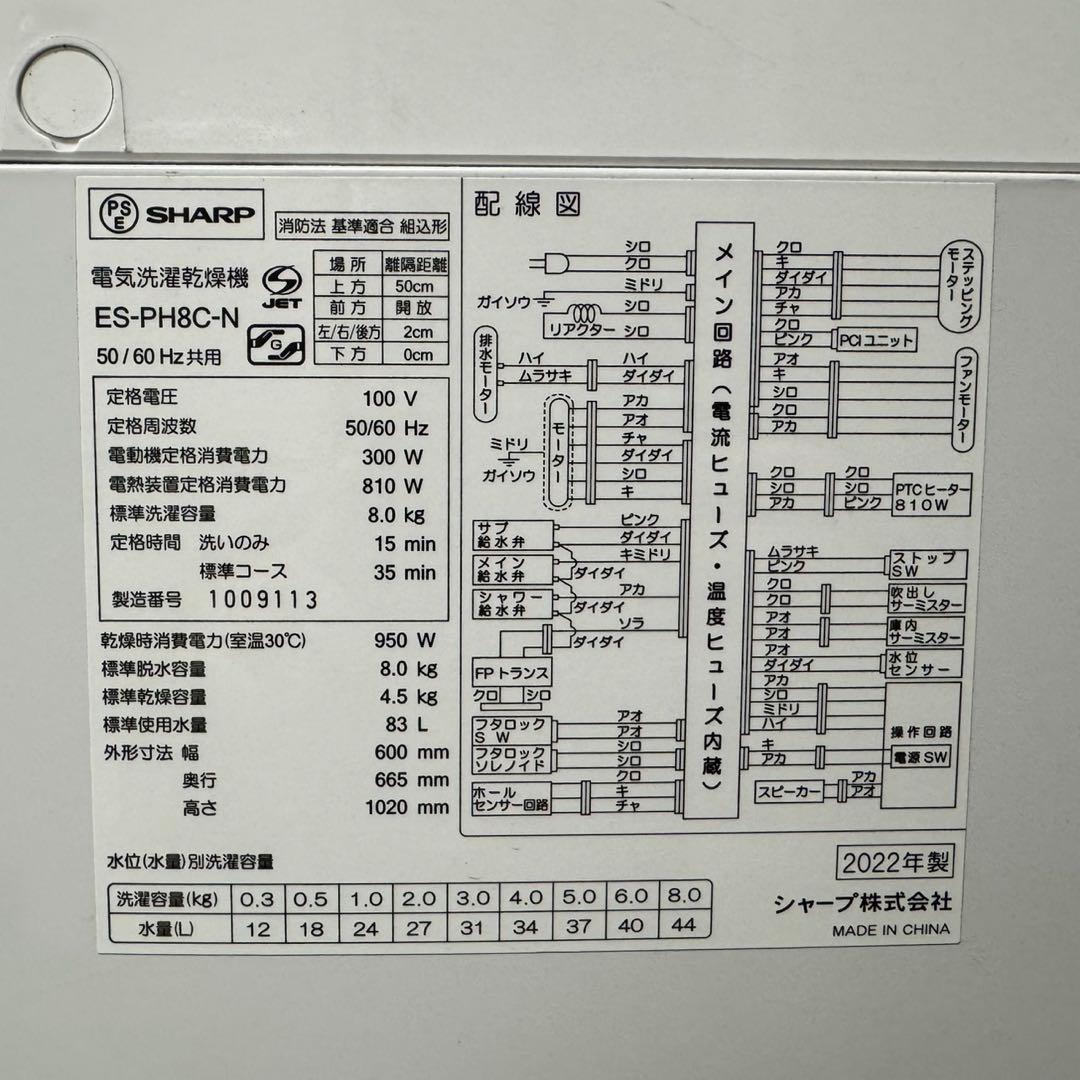 PSE SHARP
消防法 基準適合 組込形
電気洗濯乾燥機
JET
ES-PH8C-N
G
50/60 Hz共用
場所 離隔距離
上方 50cm
前方 開放
左/右/後方 2cm
下方 0cm
定格電圧 100 V
定格周波数 50/60 Hz
電動機定格消費電力 300 W
電熱装置定格消費電力 810 W
標準洗濯容量 8.0 kg
定格時間 洗いのみ 15 min
標準コース 35 min
製造番号 1009113
乾燥時消費電力(室温30℃) 950 W
標準脱水容量 8.0 kg
標準乾燥容量 4.5 kg
標準使用水量 83 L
外形寸法 幅 600 mm
奥行 665 mm
高さ 1020 mm
配線図
シロ
クロ
ミドリ
ガイソウ
シロ
リアクター シロ
排水モーター
ハイ ハイ
ムラサキ ダイダイ
モーター
アカ
アオ
チャ
ダイダイ
シロ
キ
ミドリ
ガイソウ
サブ
給水弁
ピンク
ダイダイ
メイン
給水弁
キミドリ
ダイダイ
シャワー
給水弁
アカ
ダイダイ
ソラ
ダイダイ
FPトランス
クロ シロ
フタロック
SW
アオ
アオ
フタロック
ソレノイド
シロ
シロ
ホール
センサー回路
クロ
キ
チャ
メイン回路(電流ヒューズ・温度ヒューズ内蔵)
クロ
キ
ダイダイ
アカ
チャ
ステッピング
モーター
クロ
ピンク
PCIユニット
アオ
キ
シロ
クロ
アカ
ファンモーター
クロ クロ
シロ シロ
アカ ピンク
PTCヒーター
810W
ムラサキ
ピンク
ストップ
SW
クロ
クロ
吹出し
サーミスター
アオ
アオ
庫内
サーミスター
アオ
ダイダイ
水位
センサー
アカ
シロ
ミドリ
ハイ
操作回路
キ
アカ
電源SW
スピーカー
アカ
アオ
水位(水量)別洗濯容量
洗濯容量(kg) 0.3 0.5 1.0 2.0 3.0 4.0 5.0 6.0 8.0
水量(L) 12 18 24 27 31 34 37 40 44
2022年製
シャープ株式会社
MADE IN CHINA